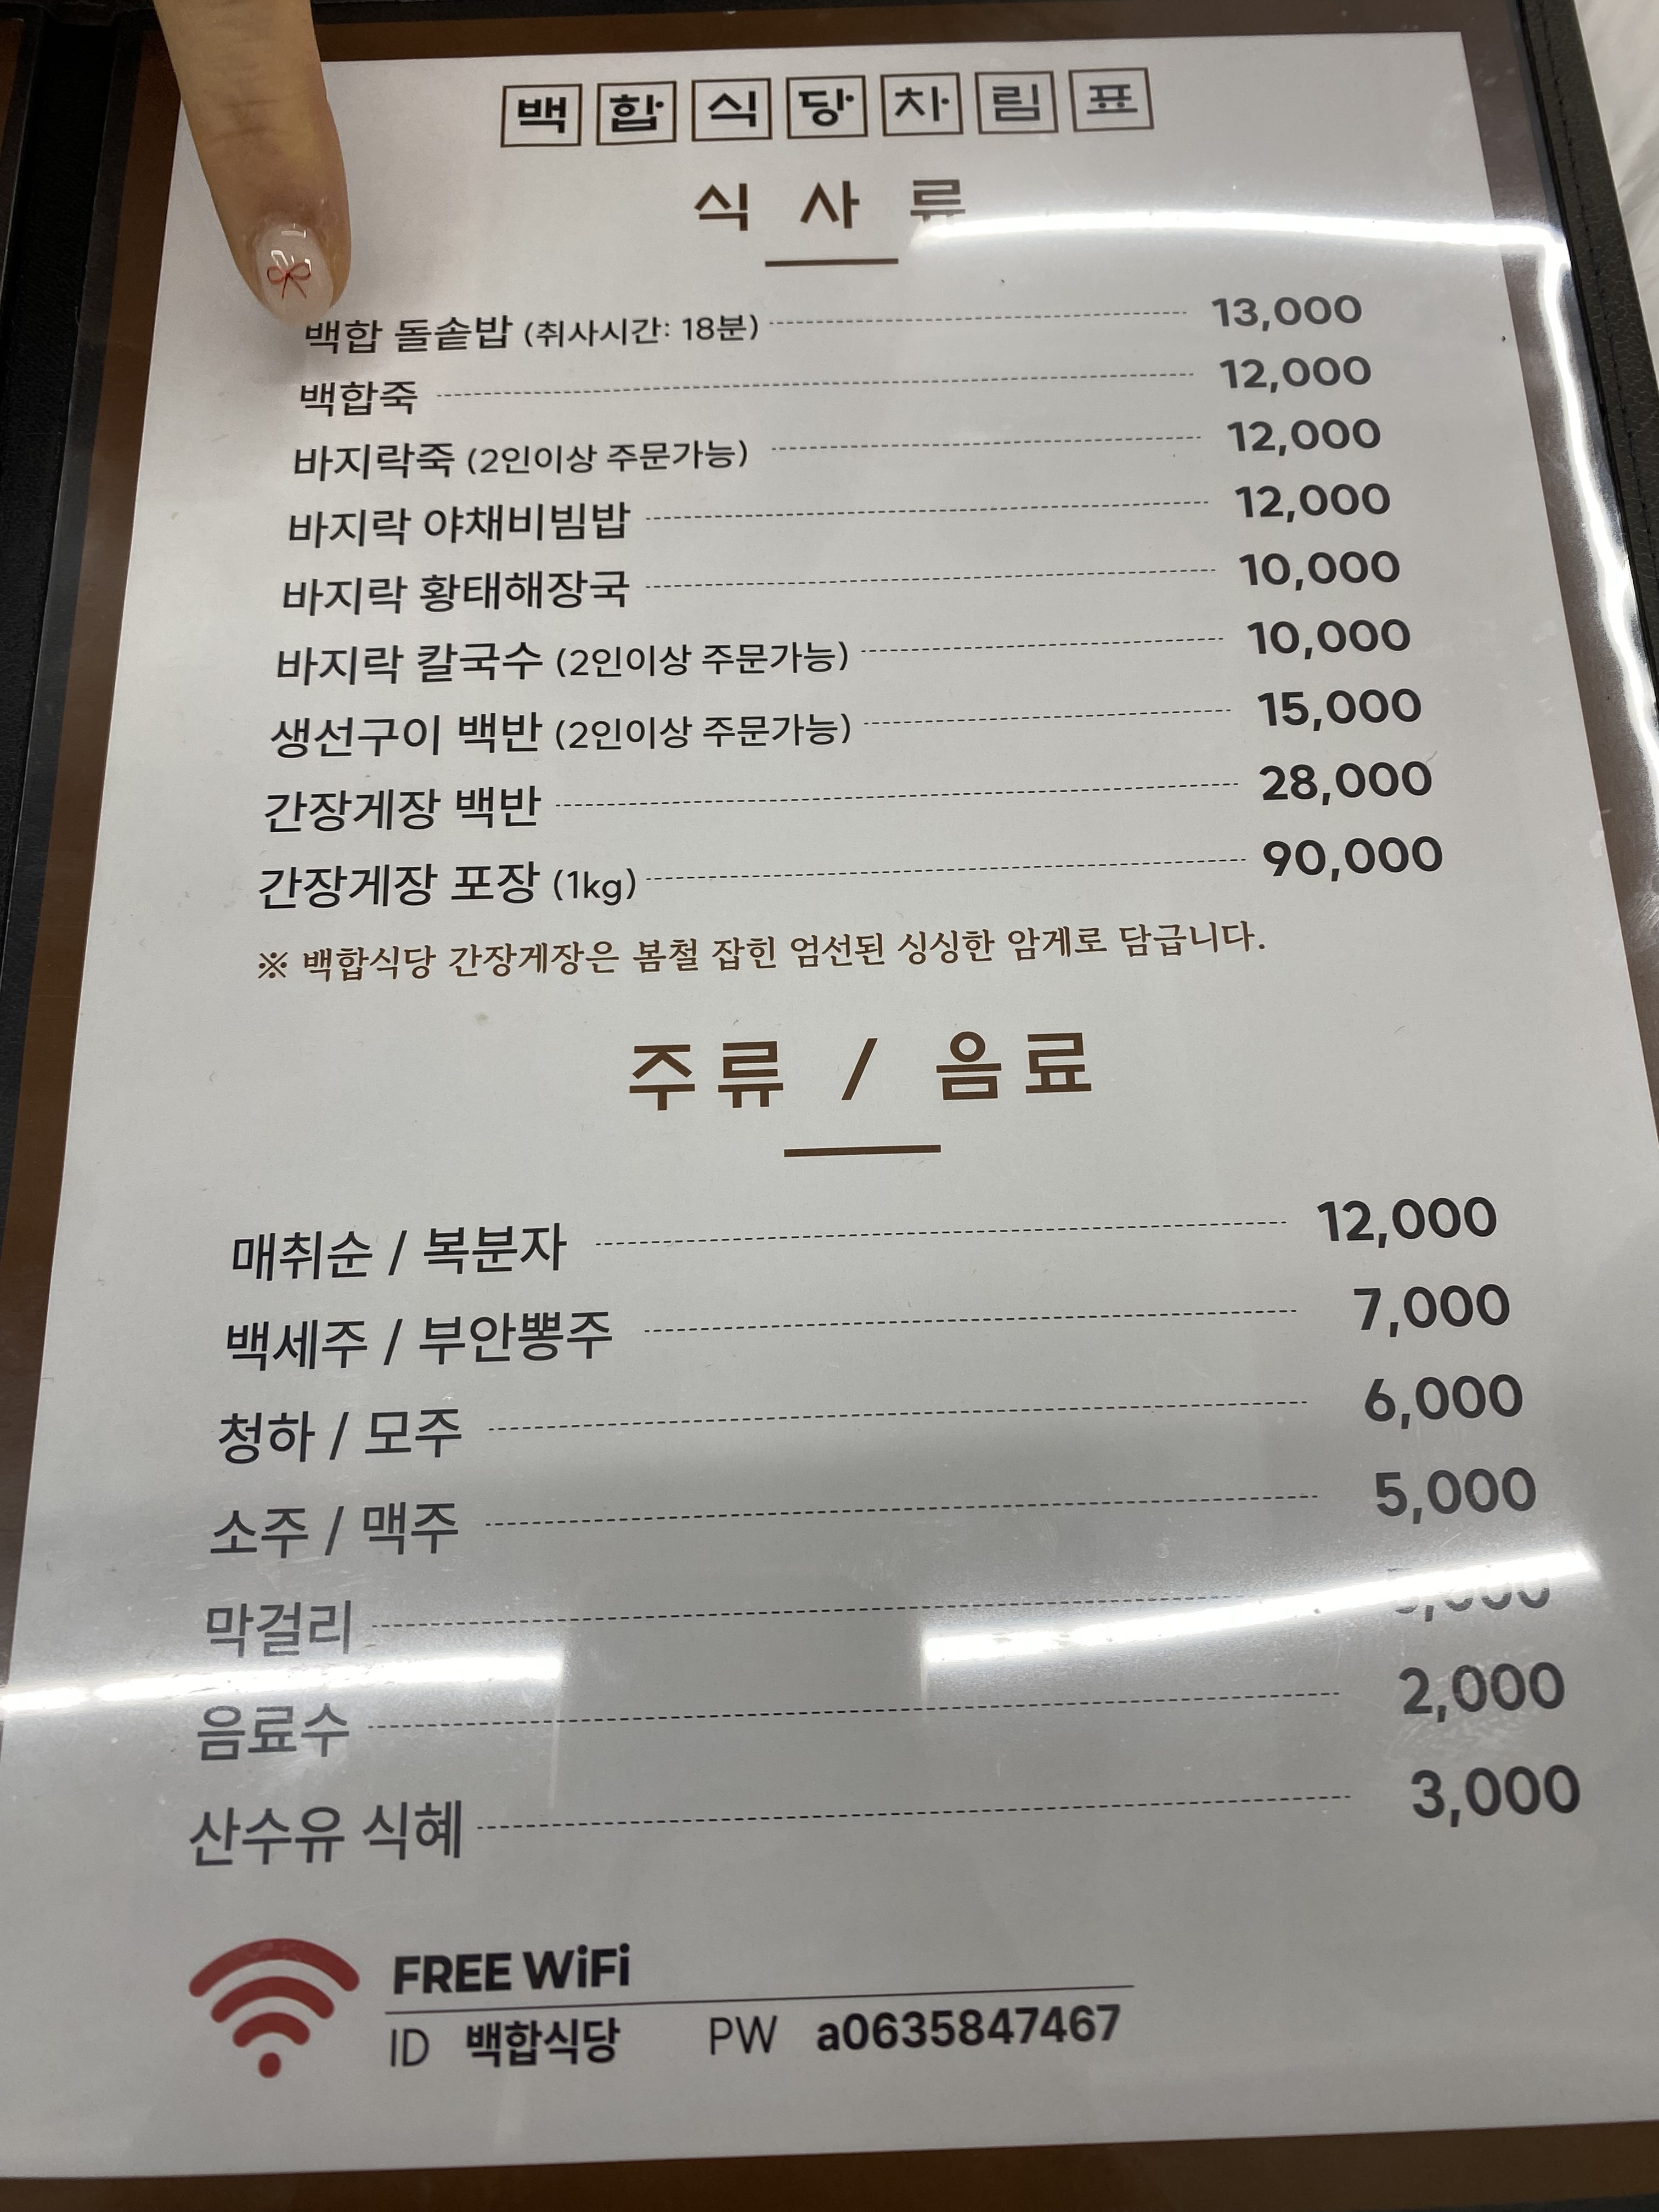 백합식당차림표
식사류
백합 돌솥밥 (취사시간: 18분) 13,000
백합죽 12,000
바지락죽 (2인이상 주문가능) 12,000
바지락 야채비빔밥 12,000
바지락 황태해장국 10,000
바지락 칼국수 (2인이상 주문가능) 10,000
생선구이 백반 (2인이상 주문가능) 15,000
간장게장 백반 28,000
간장게장 포장 (1kg) 90,000
※ 백합식당 간장게장은 봄철 잡힌 엄선된 싱싱한 암게로 담급니다.
주류 / 음료
매취순 / 복분자 12,000
백세주 / 부안뽕주 7,000
청하 / 모주 6,000
소주 / 맥주 5,000
막걸리
음료수 2,000
산수유 식혜 3,000
FREE WiFi
ID 백합식당 PW a0635847467